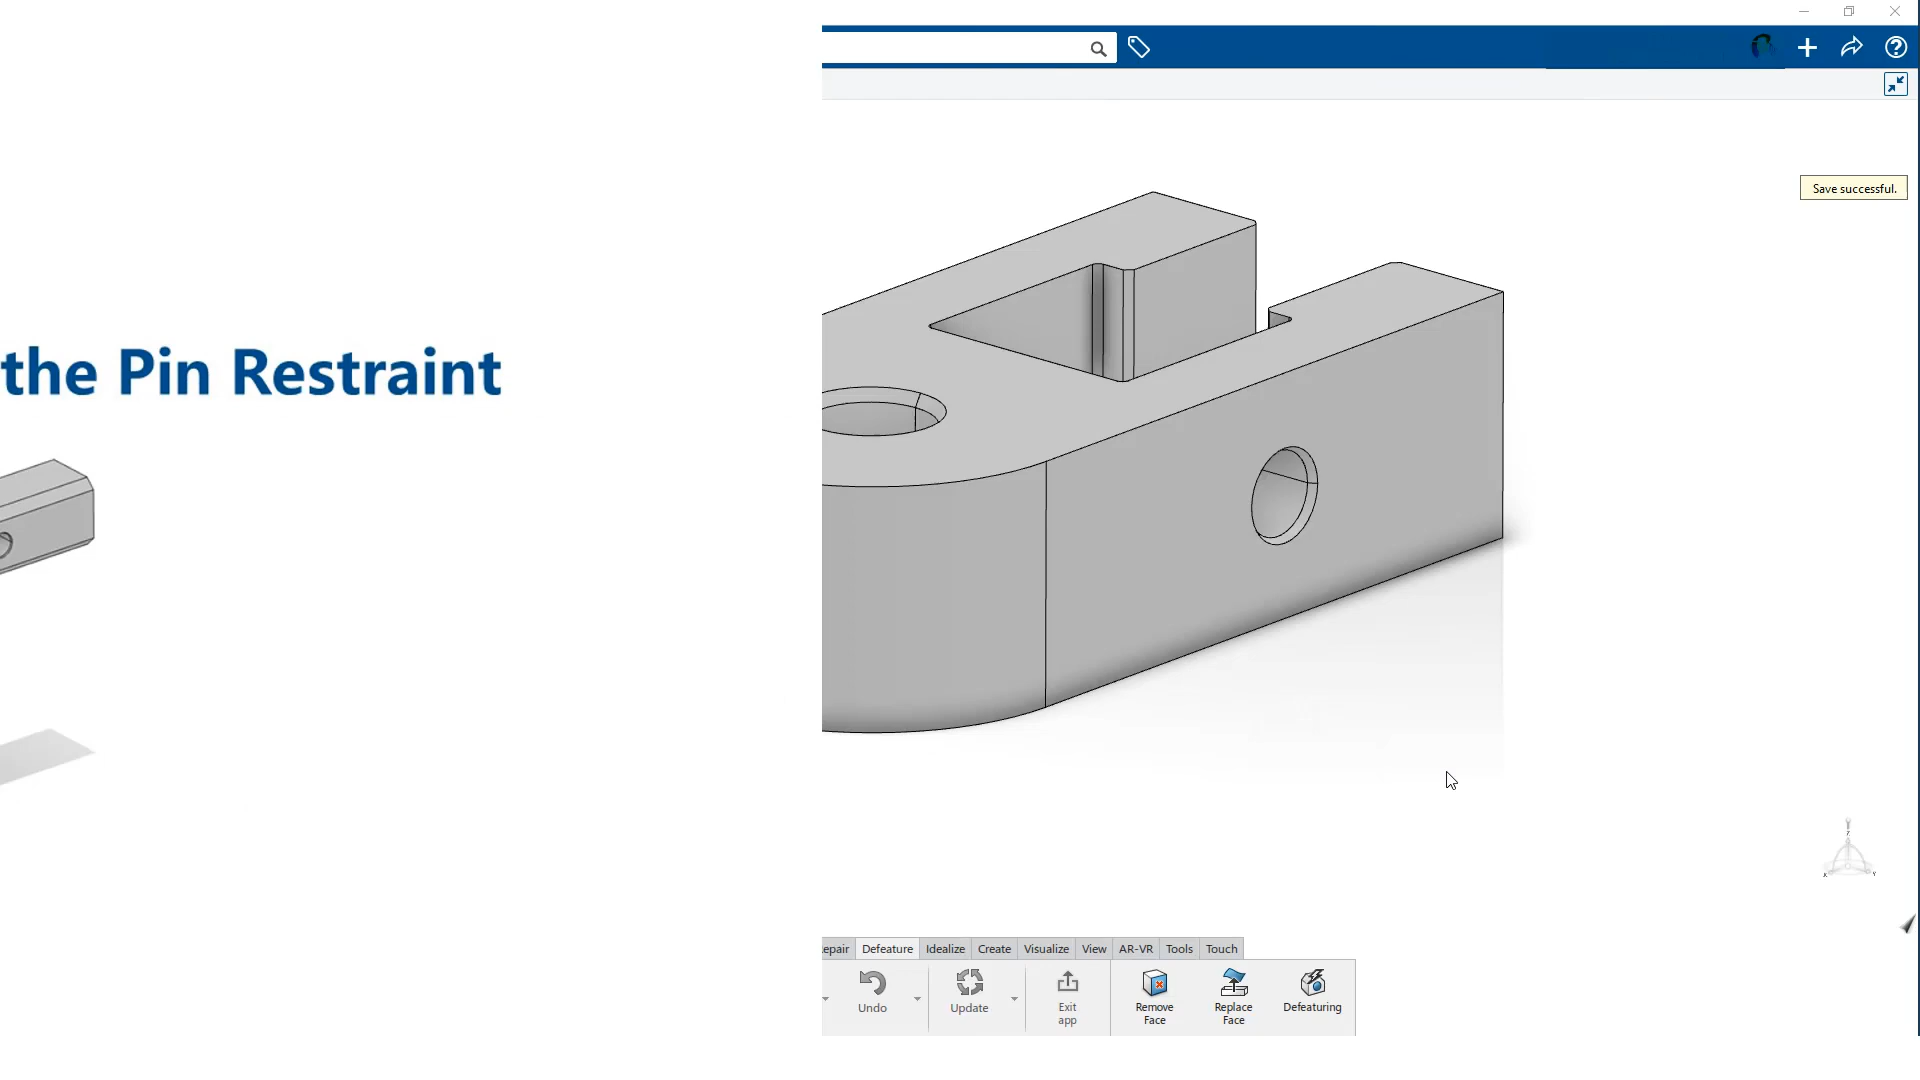 the Pin Restraint
Save successful.
Z
X
Y
epair
Defeature
Idealize
Create
Visualize
View
AR-VR
Tools
Touch
Undo
Update
Exit
app
Remove
Face
Replace
Face
Defeaturing